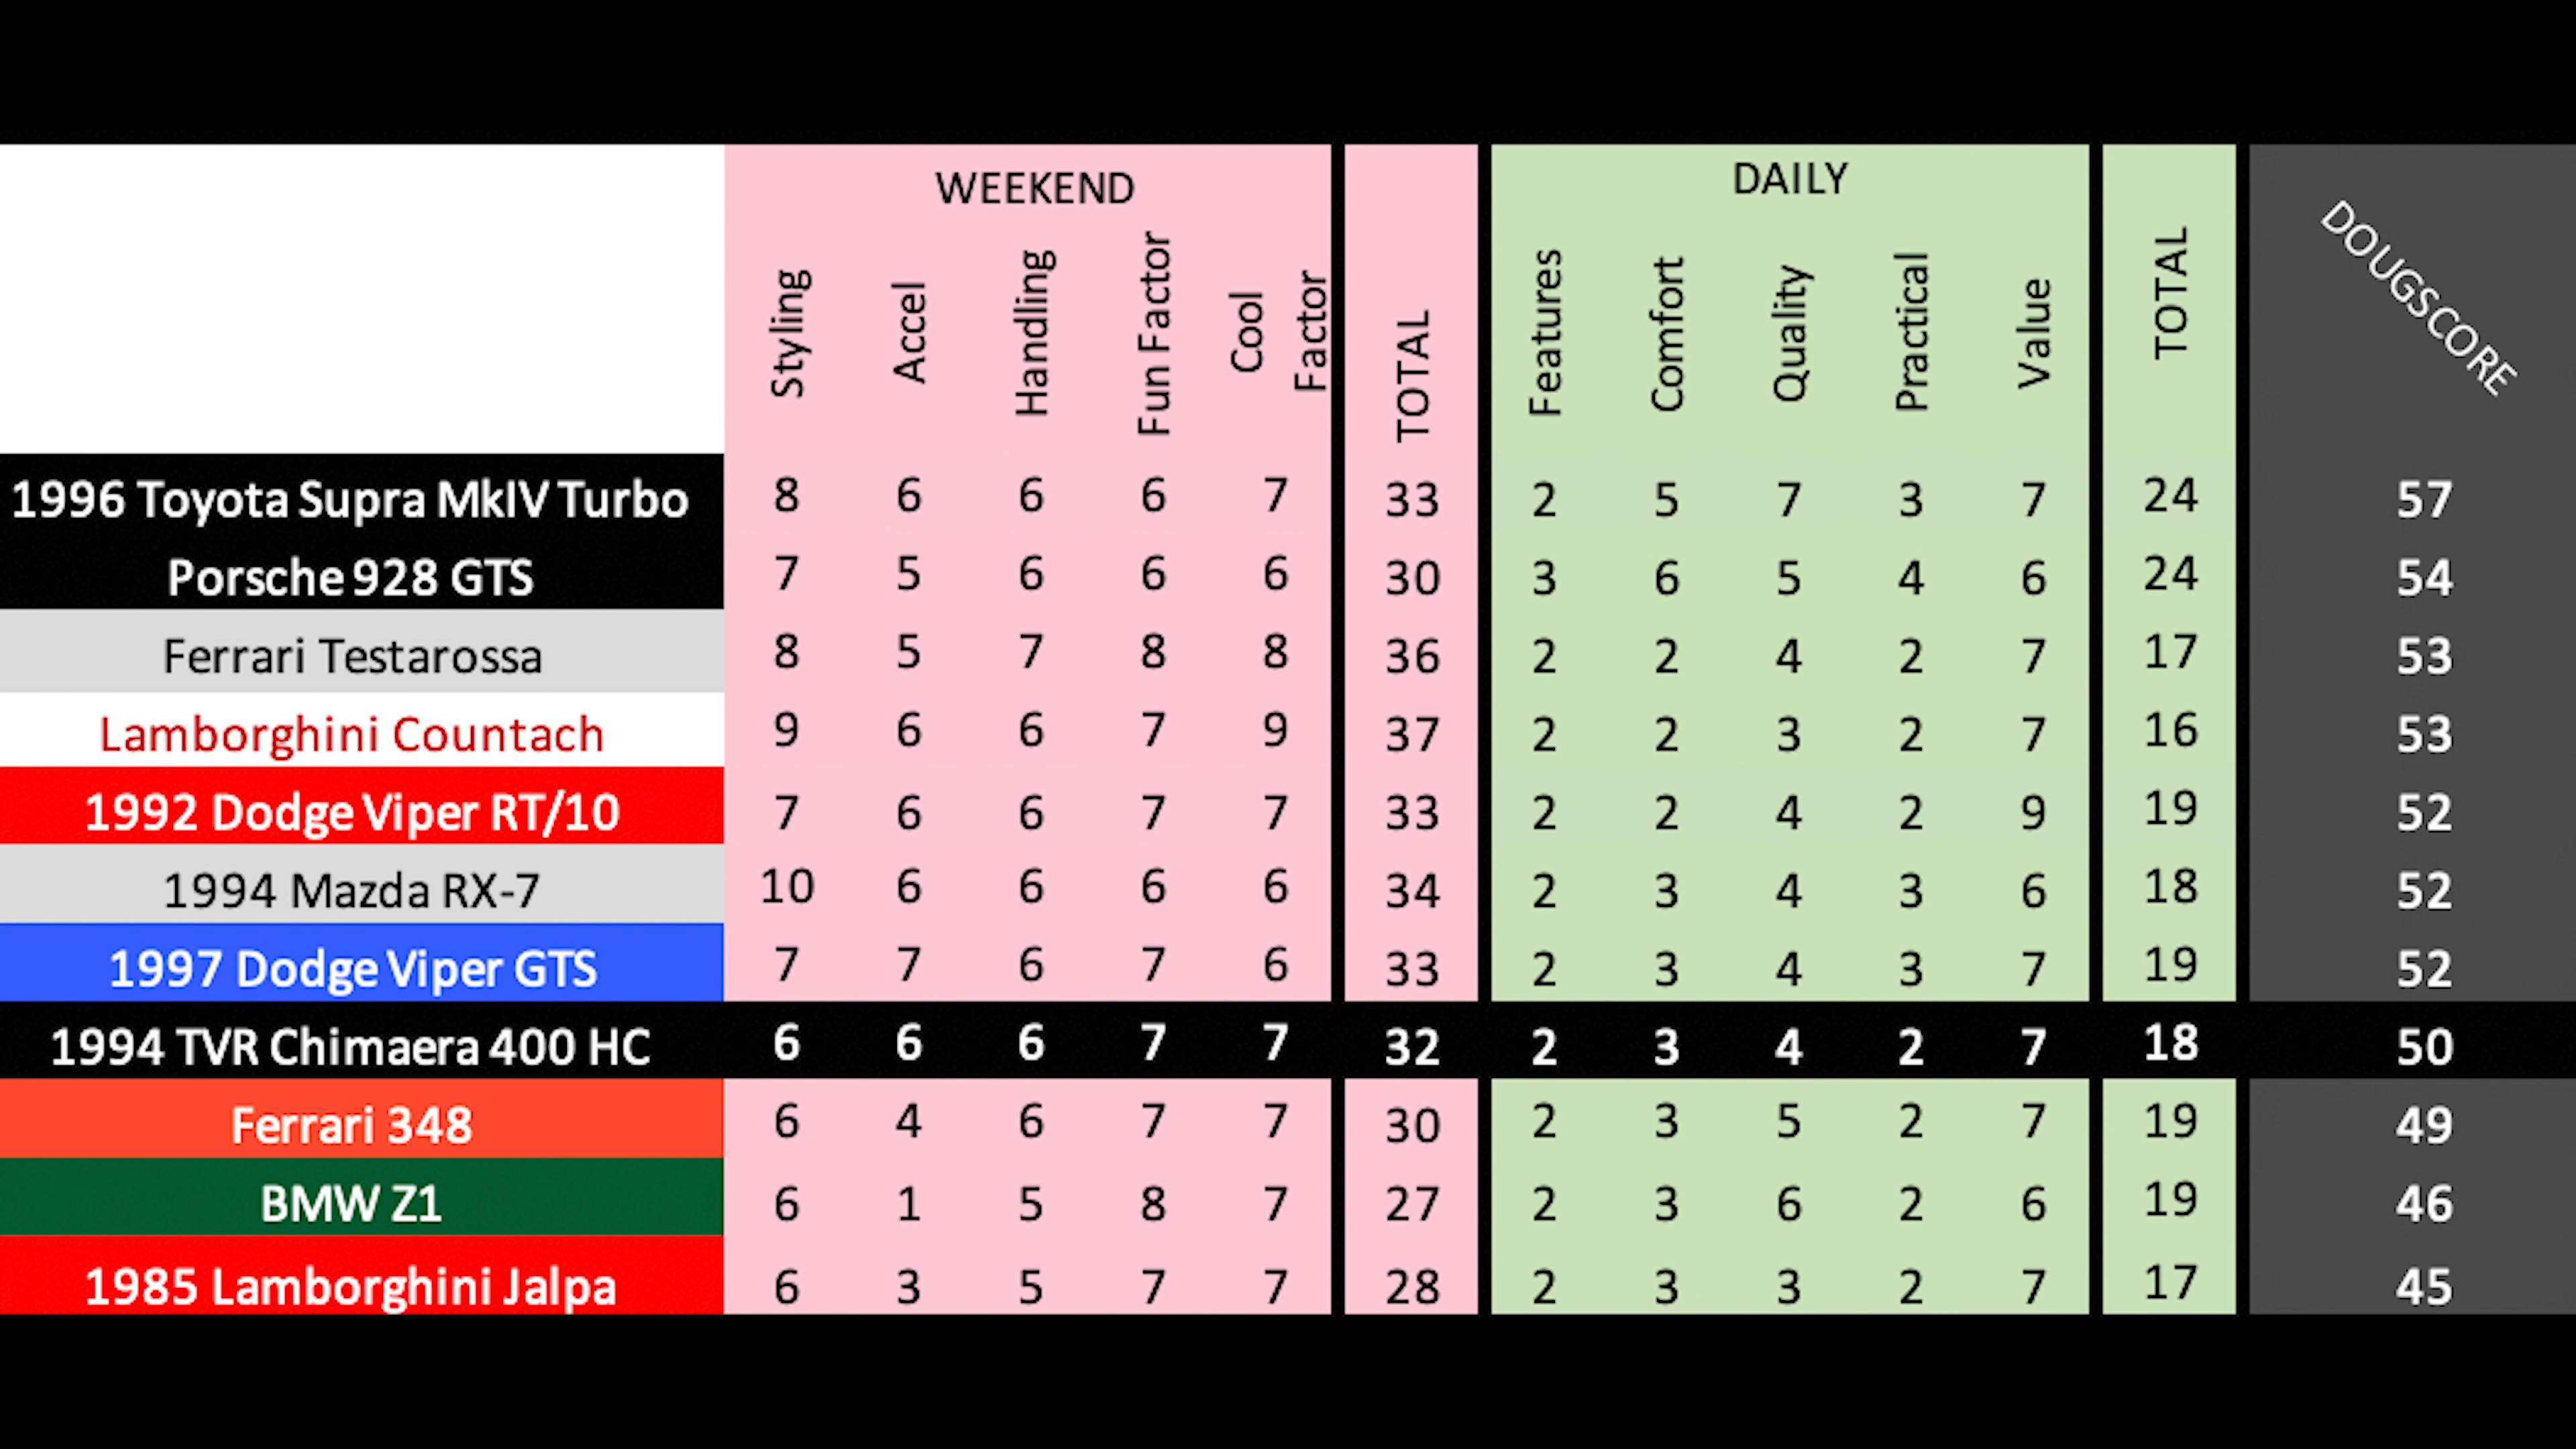 WEEKEND
DAILY
Styling Accel Handling Fun Factor Cool Factor TOTAL Features Comfort Quality Practical Value TOTAL DOUGSCORE
1996 Toyota Supra MkIV Turbo 8 6 6 6 7 33 2 5 7 3 7 24 57
Porsche 928 GTS 7 5 6 6 6 30 3 6 5 4 6 24 54
Ferrari Testarossa 8 5 7 8 8 36 2 2 4 2 7 17 53
Lamborghini Countach 9 6 6 7 9 37 2 2 3 2 7 16 53
1992 Dodge Viper RT/10 7 6 6 7 7 33 2 2 4 2 9 19 52
1994 Mazda RX-7 10 6 6 6 6 34 2 3 4 3 6 18 52
1997 Dodge Viper GTS 7 7 6 7 6 33 2 3 4 3 7 19 52
1994 TVR Chimaera 400 HC 6 6 6 7 7 32 2 3 4 2 7 18 50
Ferrari 348 6 4 6 7 7 30 2 3 5 2 7 19 49
BMW Z1 6 1 5 8 7 27 2 3 6 2 6 19 46
1985 Lamborghini Jalpa 6 3 5 7 7 28 2 3 3 2 7 17 45